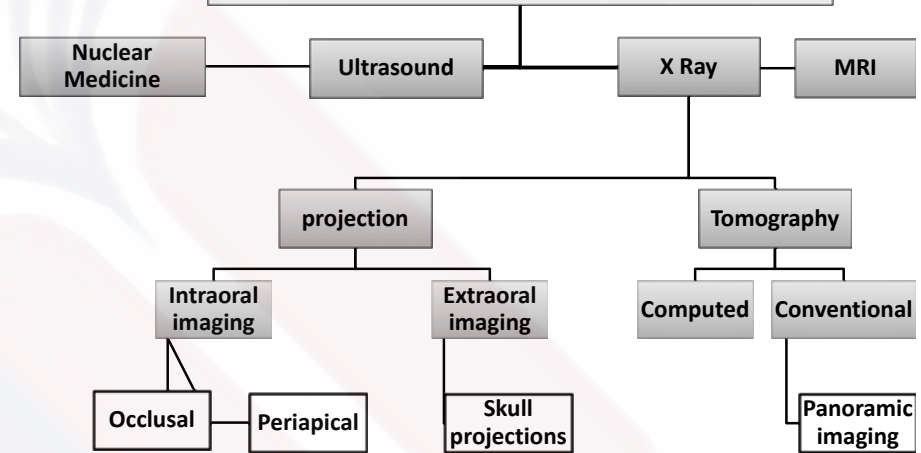 Nuclear
Medicine
Ultrasound
X Ray
MRI
projection
Tomography
Intraoral
imaging
Extraoral
imaging
Computed
Conventional
Occlusal
Periapical
Skull
projections
Panoramic
imaging